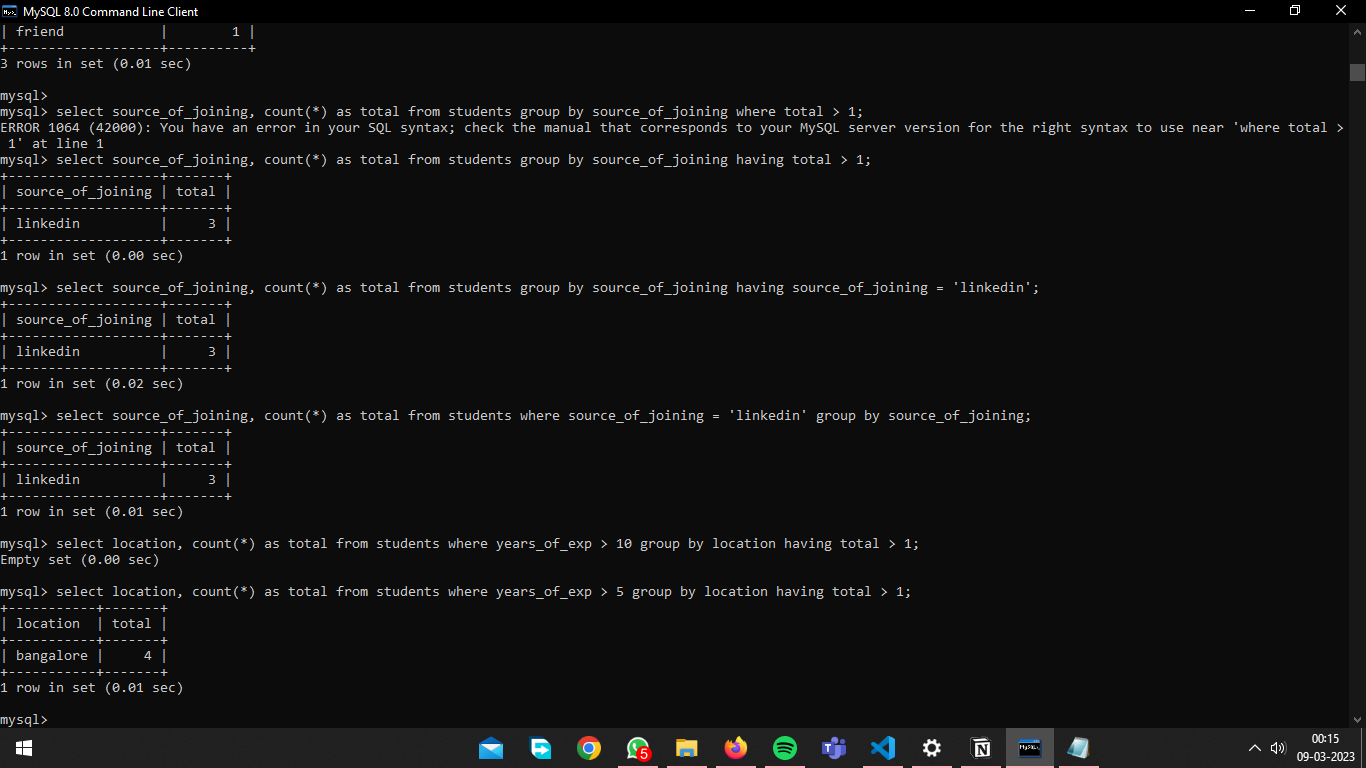 MySQL 8.0 Command Line Client
| friend            |        1 |
+-------------------+----------+
3 rows in set (0.01 sec)
mysql>
mysql> select source_of_joining, count(*) as total from students group by source_of_joining where total > 1;
ERROR 1064 (42000): You have an error in your SQL syntax; check the manual that corresponds to your MySQL server version for the right syntax to use near 'where total >
 1' at line 1
mysql> select source_of_joining, count(*) as total from students group by source_of_joining having total > 1;
+-------------------+-------+
| source_of_joining | total |
+-------------------+-------+
| linkedin          |     3 |
+-------------------+-------+
1 row in set (0.00 sec)
mysql> select source_of_joining, count(*) as total from students group by source_of_joining having source_of_joining = 'linkedin';
+-------------------+-------+
| source_of_joining | total |
+-------------------+-------+
| linkedin          |     3 |
+-------------------+-------+
1 row in set (0.02 sec)
mysql> select source_of_joining, count(*) as total from students where source_of_joining = 'linkedin' group by source_of_joining;
+-------------------+-------+
| source_of_joining | total |
+-------------------+-------+
| linkedin          |     3 |
+-------------------+-------+
1 row in set (0.01 sec)
mysql> select location, count(*) as total from students where years_of_exp > 10 group by location having total > 1;
Empty set (0.00 sec)
mysql> select location, count(*) as total from students where years_of_exp > 5 group by location having total > 1;
+-----------+-------+
| location  | total |
+-----------+-------+
| bangalore |     4 |
+-----------+-------+
1 row in set (0.01 sec)
mysql>
5
00:15
09-03-2023